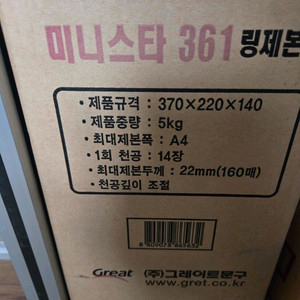 미니스타 361 링제본
• 제품규격 : 370×220×140
• 제품중량 : 5kg
• 최대제본폭 : A4
• 1회 천공 : 14장
• 최대제본두께 : 22mm(160매)
• 천공깊이 조절
Great (주)그레이트문구
www.gret.co.kr